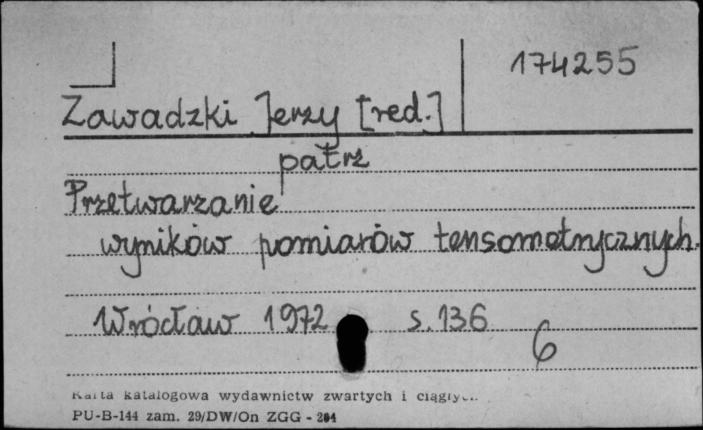 174255
Zawadzki Jerzy [red.]
patrz
Przetwarzanie
wyników pomiarów tensometrycznych.
Wrócław 1972 s. 136
6
Karta katalogowa wydawnictw zwartych i ciągłych
PU-B-144 zam. 29/DW/On ZGG - 204